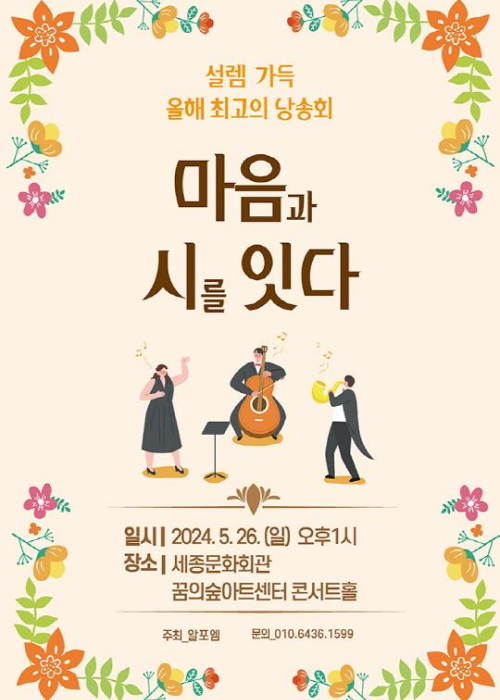 설렘 가득
올해 최고의 낭송회
마음과
시를 잇다
일시| 2024. 5. 26. (일) 오후1시
장소| 세종문화회관
꿈의숲아트센터 콘서트홀
주최_알포엠 문의_010.6436.1599